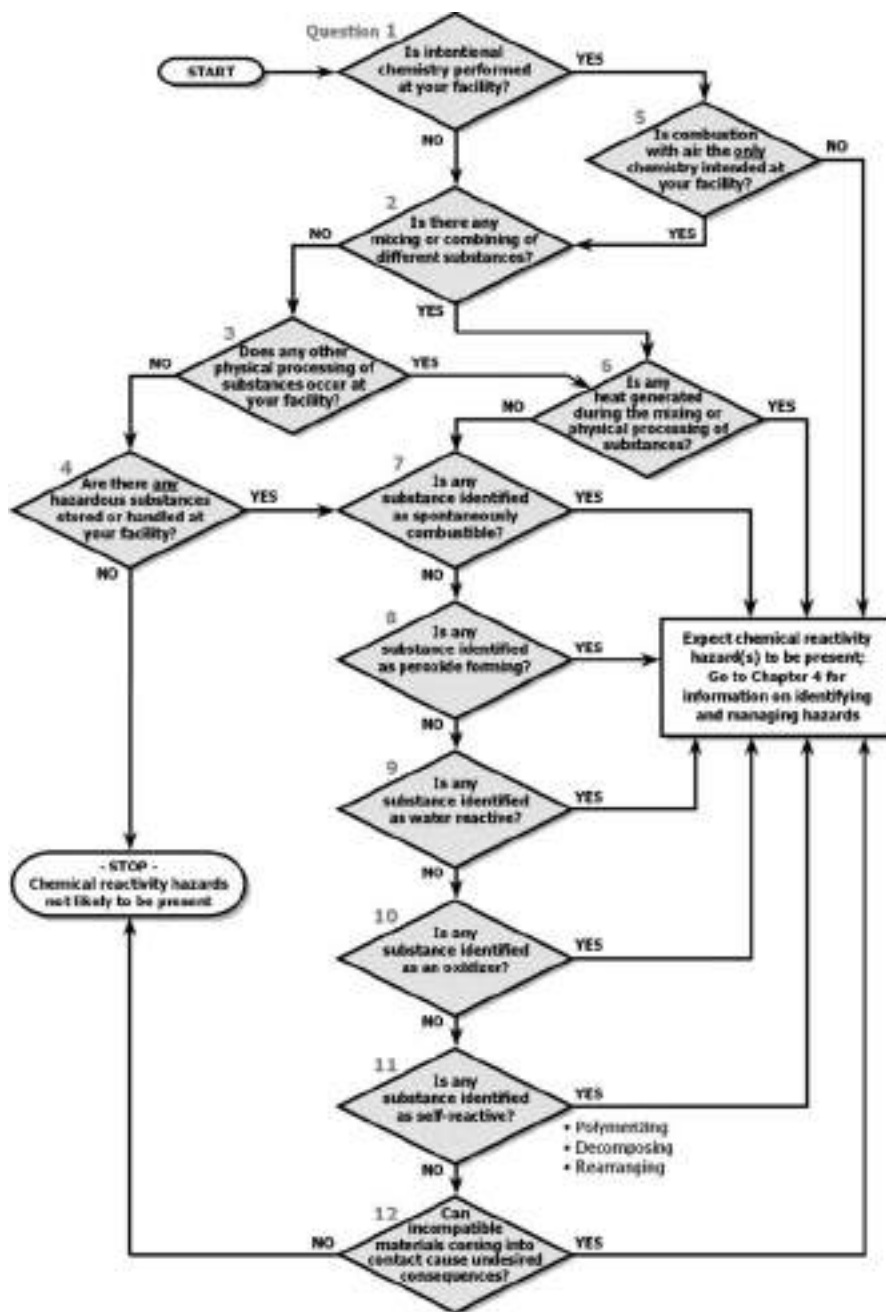 Question 1
Is intentional
chemistry performed
at your facility?
START
YES
NO
5
Is combustion
with air the only
chemistry intended at
your facility?
NO
YES
2
Is there any
mixing or combining of
different substances?
NO
YES
3
Does any other
physical processing of
substances occur at
your facility?
NO
YES
6
Is any
heat generated
during the mixing or
physical processing of
substances?
NO
YES
4
Are there any
hazardous substances
stored or handled at
your facility?
YES
NO
7
Is any
substance identified
as spontaneously
combustible?
YES
NO
8
Is any
substance identified
as peroxide forming?
YES
NO
Expect chemical reactivity
hazard(s) to be present;
Go to Chapter 4 for
information on identifying
and managing hazards
9
Is any
substance identified
as water reactive?
YES
NO
- STOP -
Chemical reactivity hazards
not likely to be present
10
Is any
substance identified
as an oxidizer?
YES
NO
11
Is any
substance identified
as self-reactive?
YES
• Polymerizing
• Decomposing
• Rearranging
NO
12
Can
incompatible
materials coming into
contact cause undesired
consequences?
NO
YES